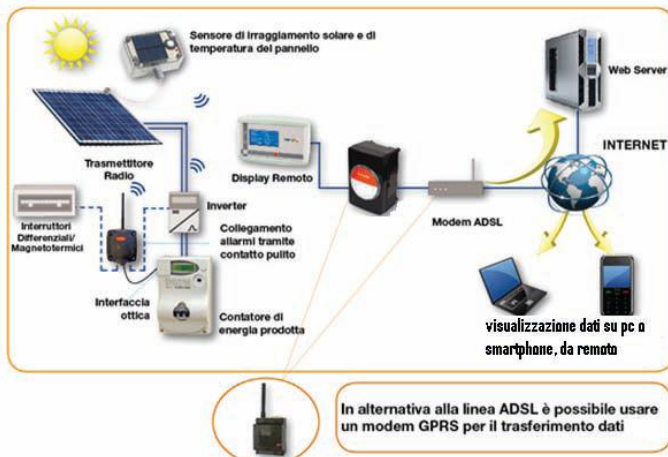 Sensore di irraggiamento solare e di
temperatura del pannello
Web Server
INTERNET
Trasmettitore
Radio
Display Remoto
Modem ADSL
Inverter
Interruttori
Differenziali/
Magnetotermici
Collegamento
allarmi tramite
contatto pulito
Interfaccia
ottica
Contatore di
energia prodotta
visualizzazione dati su pc o
smartphone, da remoto
In alternativa alla linea ADSL è possibile usare
un modem GPRS per il trasferimento dati